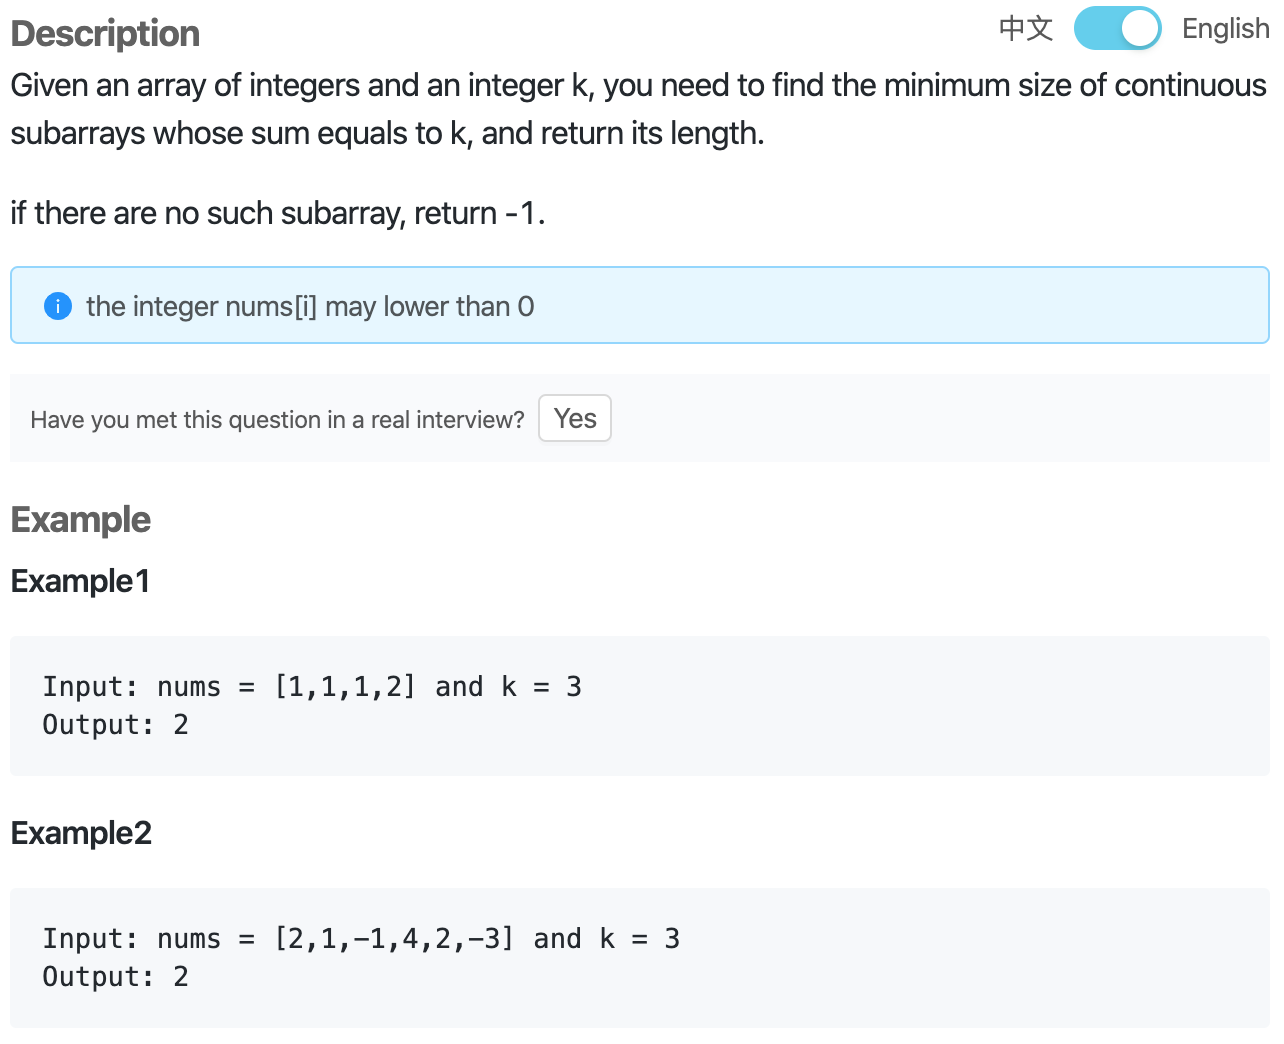 Description
中文 English
Given an array of integers and an integer k, you need to find the minimum size of continuous
subarrays whose sum equals to k, and return its length.
if there are no such subarray, return -1.
the integer nums[i] may lower than 0
Have you met this question in a real interview? Yes
Example
Example1
Input: nums = [1,1,1,2] and k = 3
Output: 2
Example2
Input: nums = [2,1,-1,4,2,-3] and k = 3
Output: 2